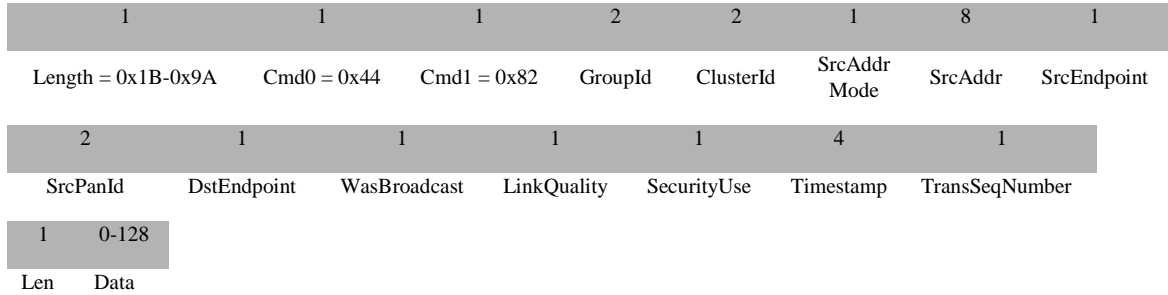 1 1 1 2 2 1 8 1
Length = 0x1B-0x9A Cmd0 = 0x44 Cmd1 = 0x82 GroupId ClusterId SrcAddr Mode SrcAddr SrcEndpoint
2 1 1 1 1 4 1
SrcPanId DstEndpoint WasBroadcast LinkQuality SecurityUse Timestamp TransSeqNumber
1 0-128
Len Data